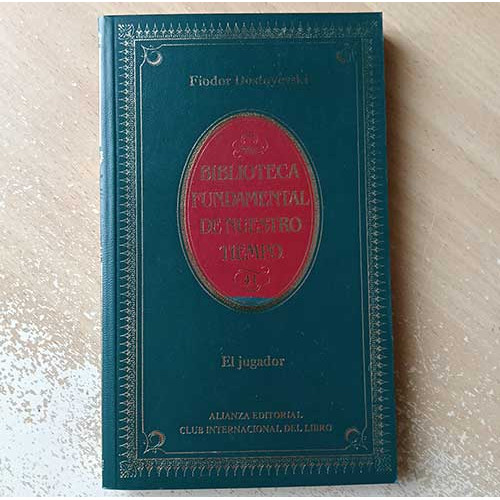 Fiodor Dostoyevski
BIBLIOTECA
FUNDAMENTAL
DE NUESTRO
TIEMPO
El jugador
ALIANZA EDITORIAL
CLUB INTERNACIONAL DEL LIBRO